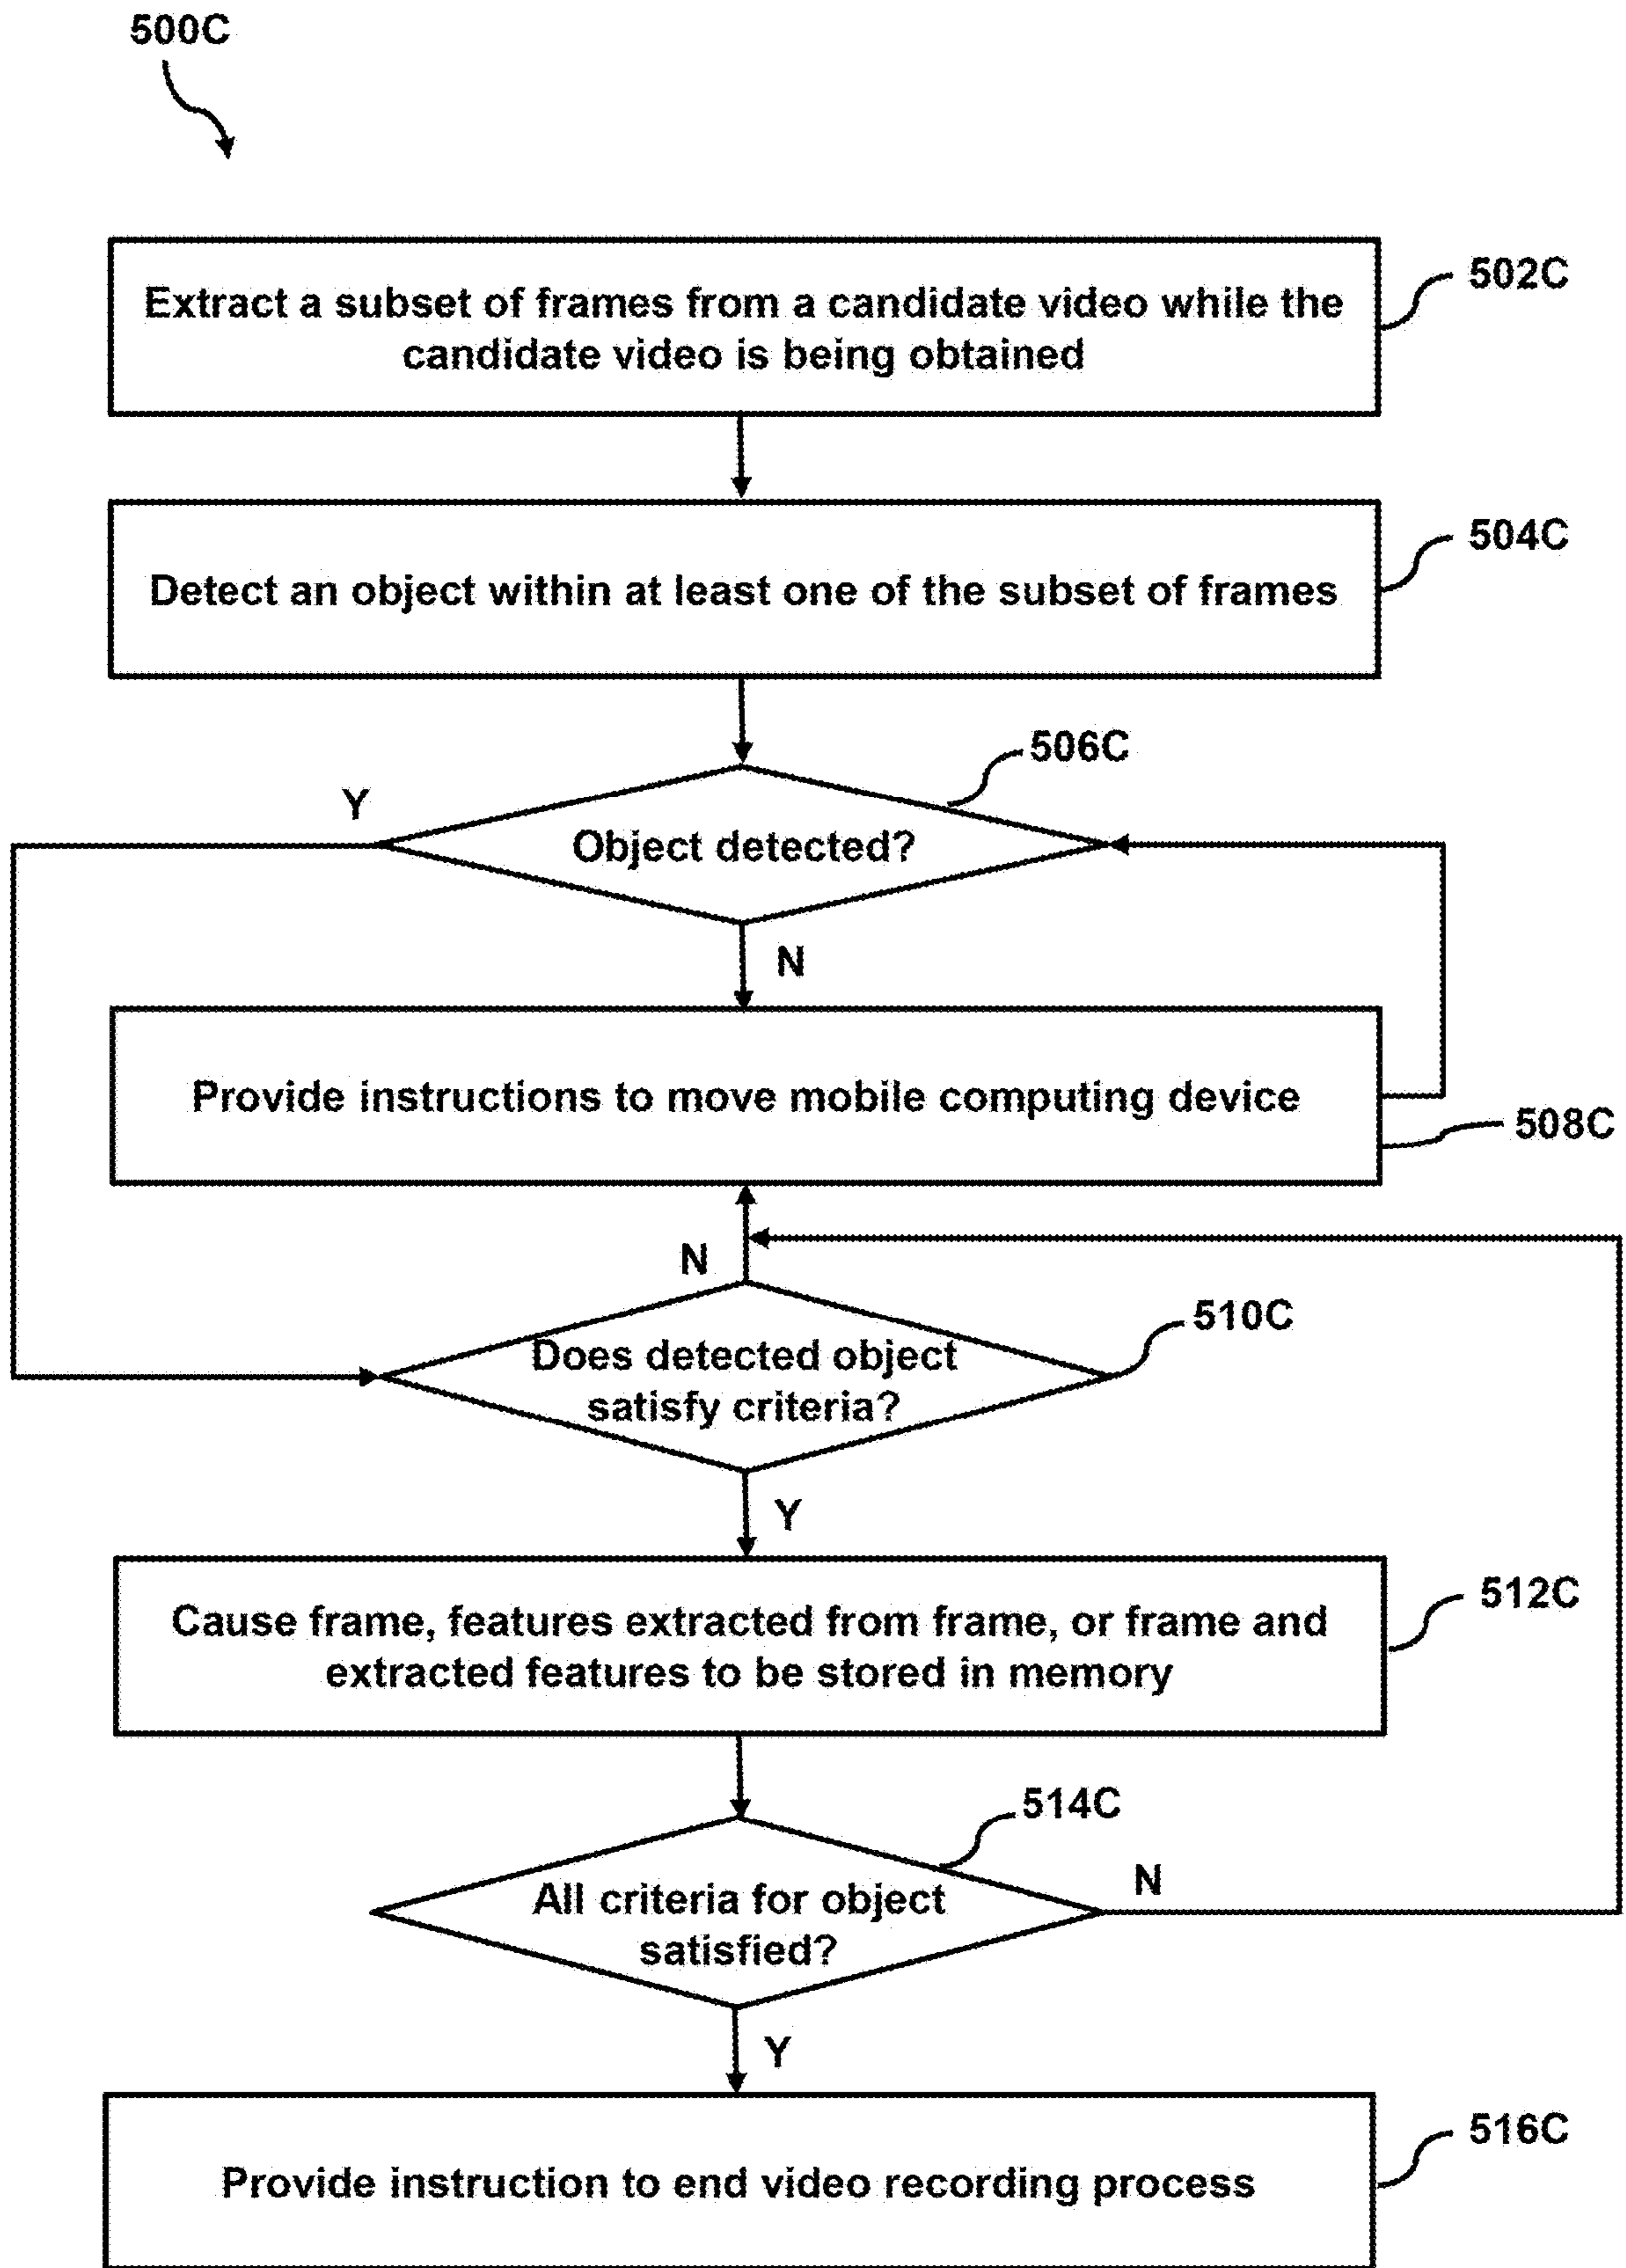 500C
502C
Extract a subset of frames from a candidate video while the
candidate video is being obtained
504C
Detect an object within at least one of the subset of frames
506C
Y
Object detected?
N
Provide instructions to move mobile computing device
508C
N
510C
Does detected object
satisfy criteria?
Y
512C
Cause frame, features extracted from frame, or frame and
extracted features to be stored in memory
514C
N
All criteria for object
satisfied?
Y
516C
Provide instruction to end video recording process